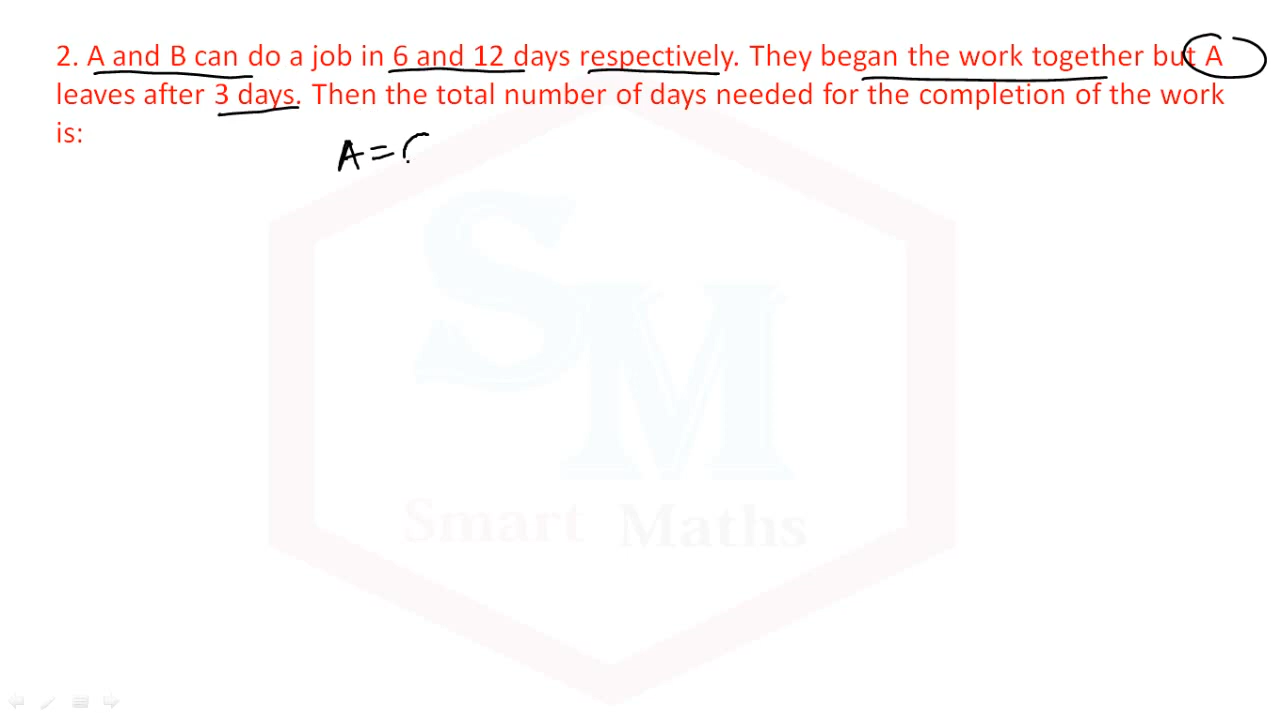 2. A and B can do a job in 6 and 12 days respectively. They began the work together but A
leaves after 3 days. Then the total number of days needed for the completion of the work
is:
A =
SM
Smart Maths